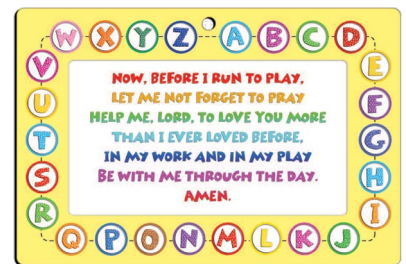 W X Y Z A B C D
E
F
G
H
I
J
K
L
M
N
O
P
Q
R
S
T
U
V
NOW, BEFORE I RUN TO PLAY,
LET ME NOT FORGET TO PRAY
HELP ME, LORD, TO LOVE YOU MORE
THAN I EVER LOVED BEFORE,
IN MY WORK AND IN MY PLAY
BE WITH ME THROUGH THE DAY.
AMEN.